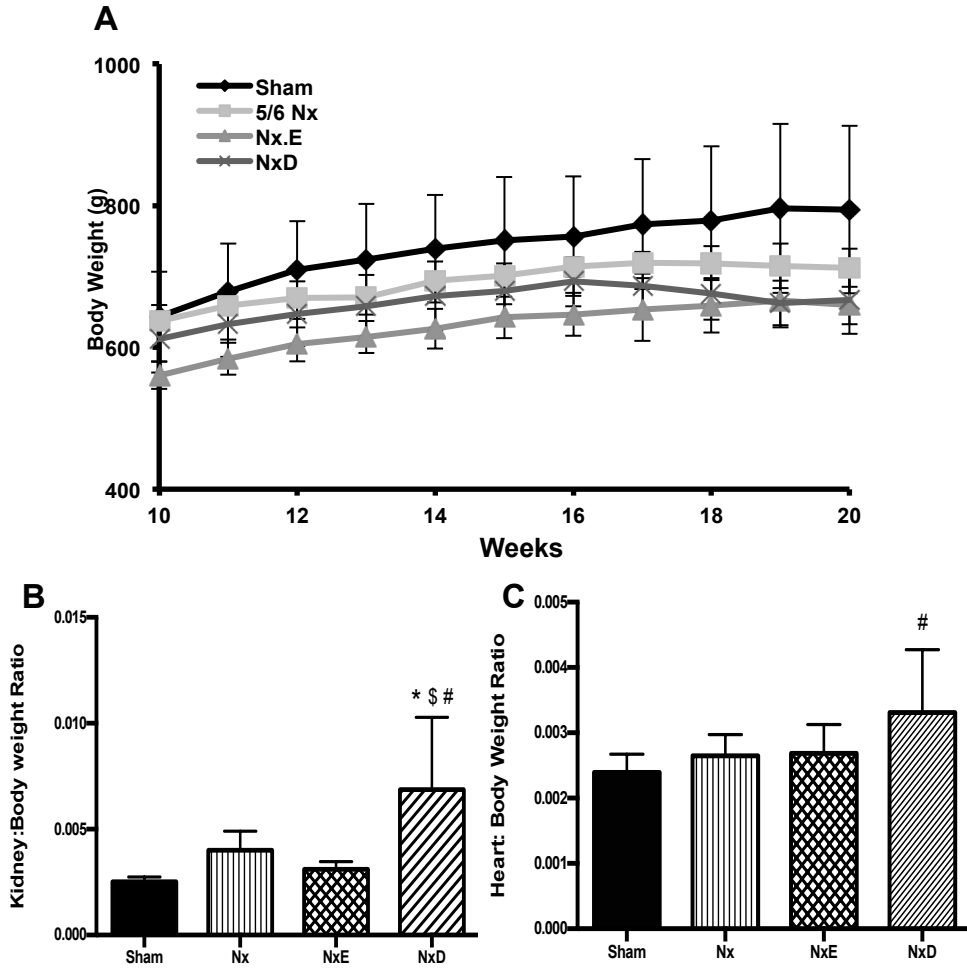 A
1000
800
600
400
Body Weight (g)
Sham
5/6 Nx
Nx.E
NxD
10 12 14 16 18 20
Weeks
B
0.015
0.010
0.005
0.000
Kidney:Body weight Ratio
* $ #
Sham Nx NxE NxD
C
0.005
0.004
0.003
0.002
0.001
0.000
Heart: Body Weight Ratio
#
Sham Nx NxE NxD